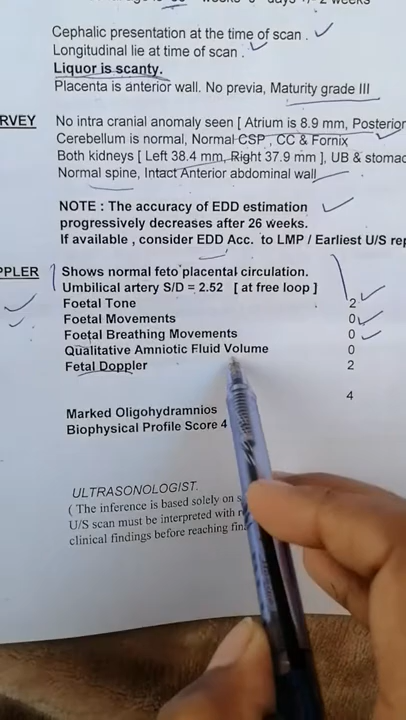 weeks 6 days +/- 2 weeks
Cephalic presentation at the time of scan .
Longitudinal lie at time of scan .
Liquor is scanty.
Placenta is anterior wall. No previa, Maturity grade III
RVEY No intra cranial anomaly seen [ Atrium is 8.9 mm, Posterior
Cerebellum is normal, Normal CSP , CC & Fornix
Both kidneys [ Left 38.4 mm, Right 37.9 mm ], UB & stomac
Normal spine, Intact Anterior abdominal wall
NOTE : The accuracy of EDD estimation
progressively decreases after 26 weeks.
If available , consider EDD Acc. to LMP / Earliest U/S rep
PPLER Shows normal feto placental circulation.
Umbilical artery S/D = 2.52 [ at free loop ]
Foetal Tone 2
Foetal Movements 0
Foetal Breathing Movements 0
Qualitative Amniotic Fluid Volume 0
Fetal Doppler 2
4
Marked Oligohydramnios
Biophysical Profile Score 4
ULTRASONOLOGIST.
( The inference is based solely on
U/S scan must be interpreted with
clinical findings before reaching